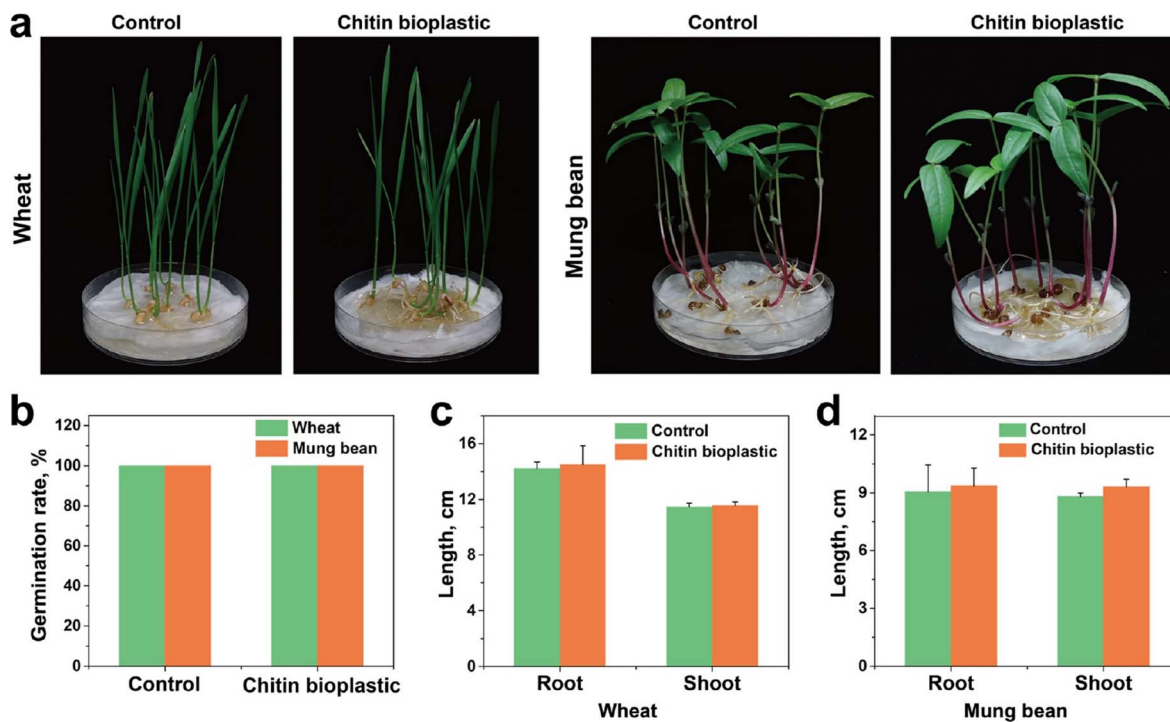 a
Control
Chitin bioplastic
Control
Chitin bioplastic
Wheat
Mung bean
b
Germination rate, %
120
100
80
60
40
20
0
Wheat
Mung bean
Control
Chitin bioplastic
c
Length, cm
16
12
8
4
0
Control
Chitin bioplastic
Root
Shoot
Wheat
d
Length, cm
12
9
6
3
0
Control
Chitin bioplastic
Root
Shoot
Mung bean